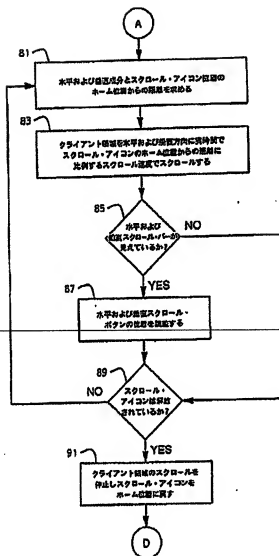 A
81
水平および垂直成分とスクロール・アイコン位置の
ホーム位置からの距離を求める
83
クライアント領域を水平および垂直方向に実時間で
スクロール・アイコンのホーム位置からの距離に
比例するスクロール速度でスクロールする
85
水平および
垂直スクロール・バーが
見えているか?
NO
YES
87
水平および垂直スクロール・
ボタンの位置を調節する
89
スクロール・
アイコンは解放
されているか?
NO
YES
91
クライアント領域のスクロールを
停止しスクロール・アイコンを
ホーム位置に戻す
D